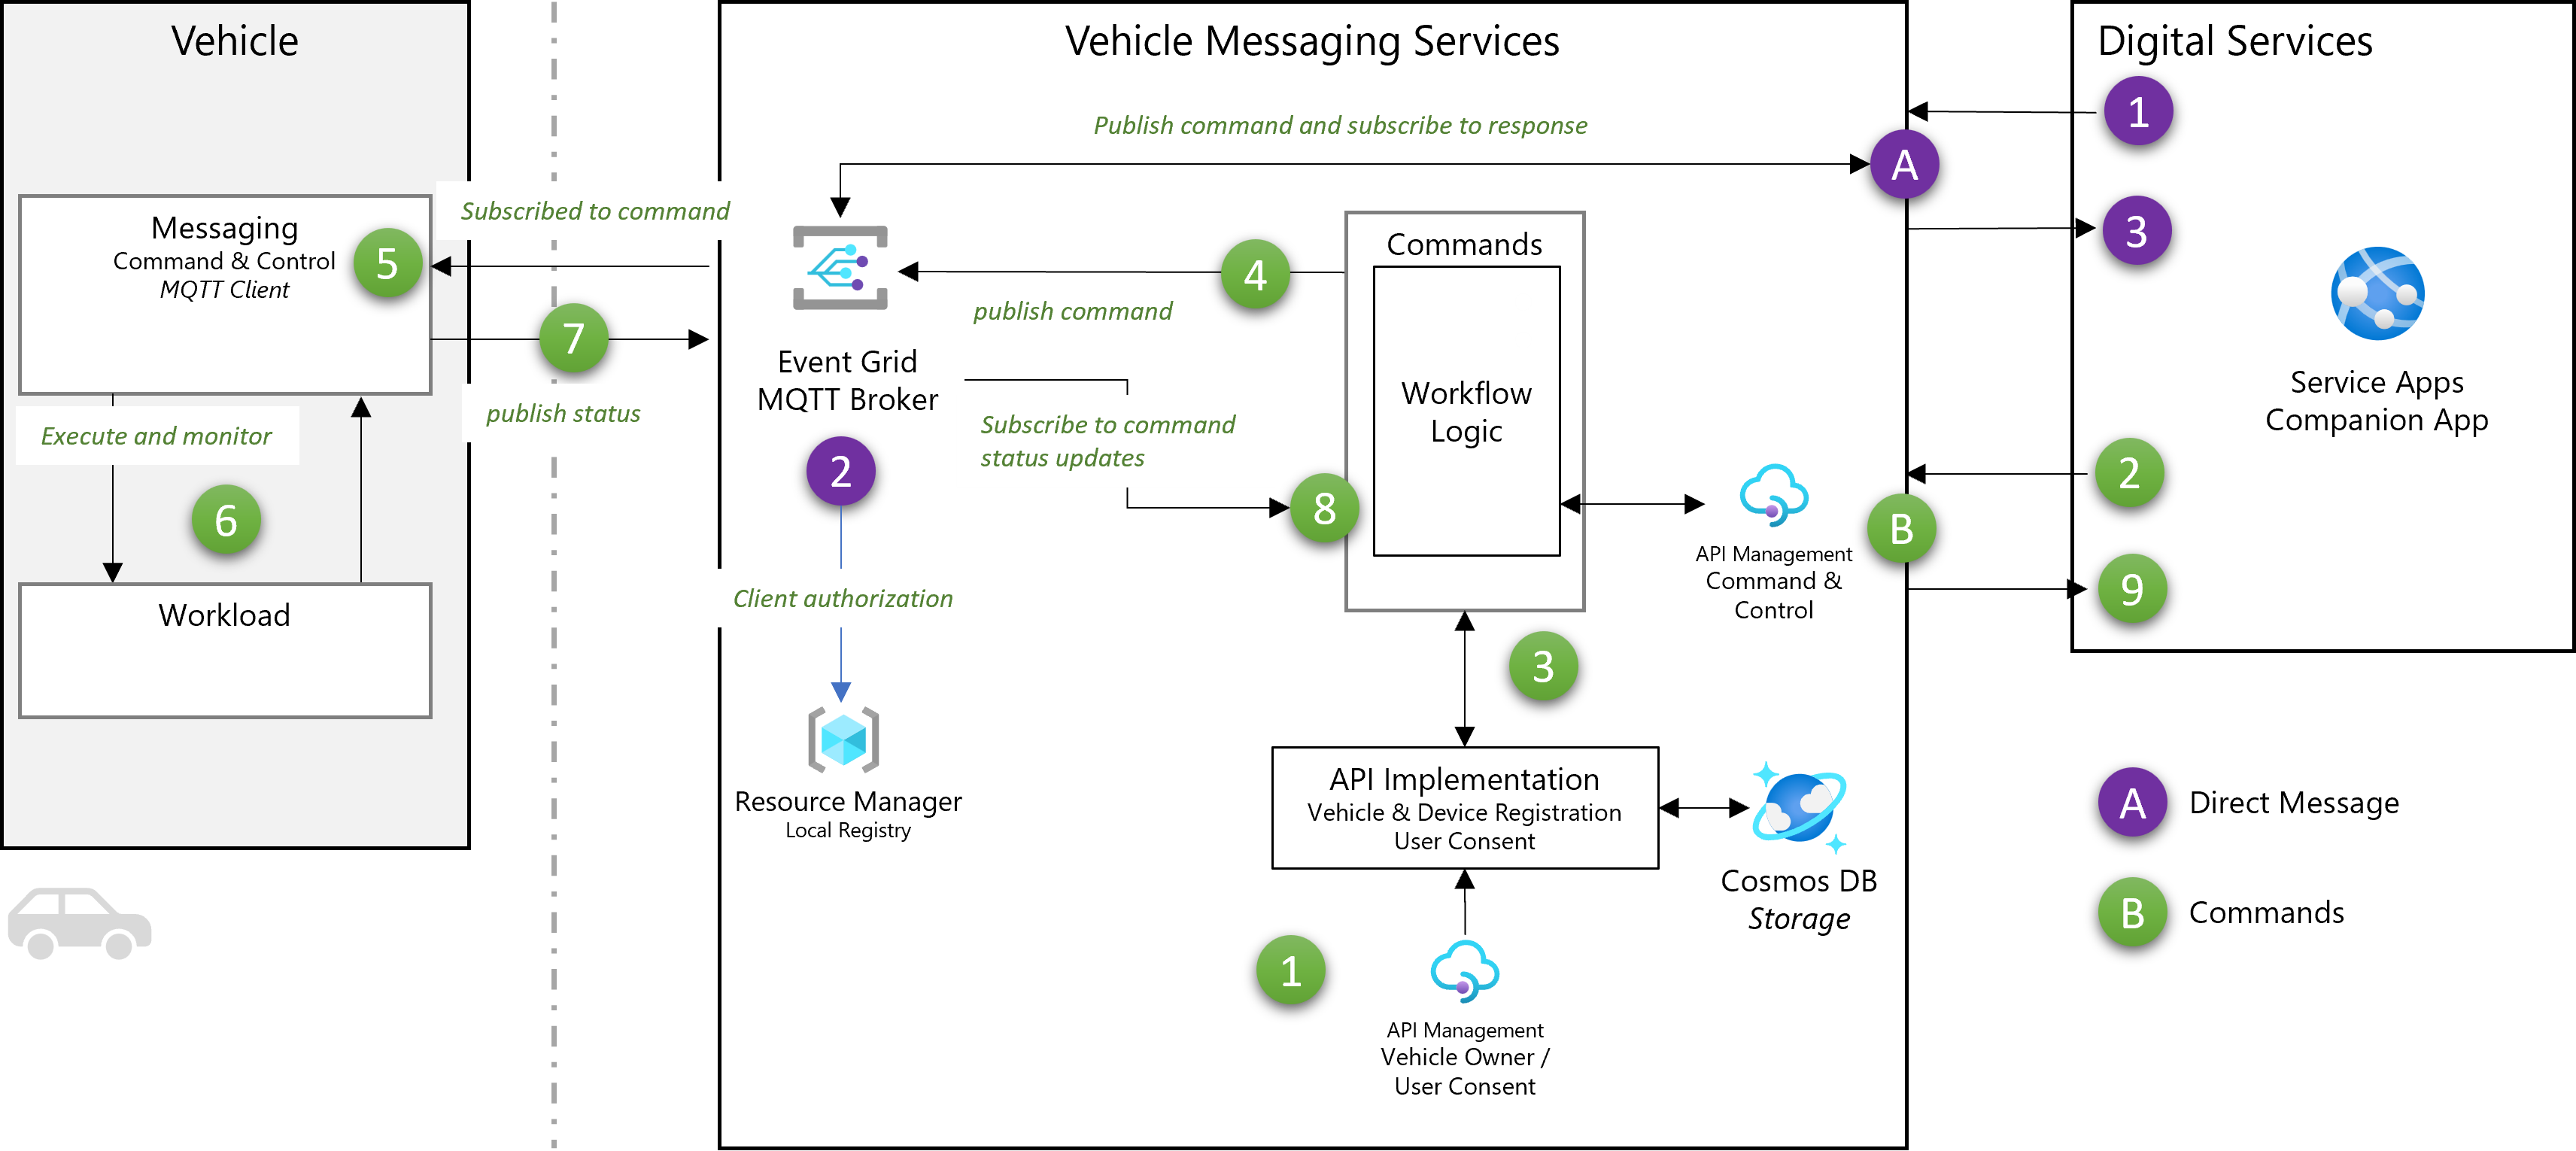 Vehicle
Messaging
Command & Control
MQTT Client
5
Execute and monitor
6
Workload
Subscribed to command
7
publish status
Vehicle Messaging Services
Publish command and subscribe to response
A
Event Grid
MQTT Broker
2
Client authorization
Resource Manager
Local Registry
4
publish command
Subscribe to command
status updates
8
Commands
Workflow
Logic
API Management
Command &
Control
B
3
API Implementation
Vehicle & Device Registration
User Consent
Cosmos DB
Storage
1
API Management
Vehicle Owner /
User Consent
Digital Services
1
3
Service Apps
Companion App
2
9
A
Direct Message
B
Commands